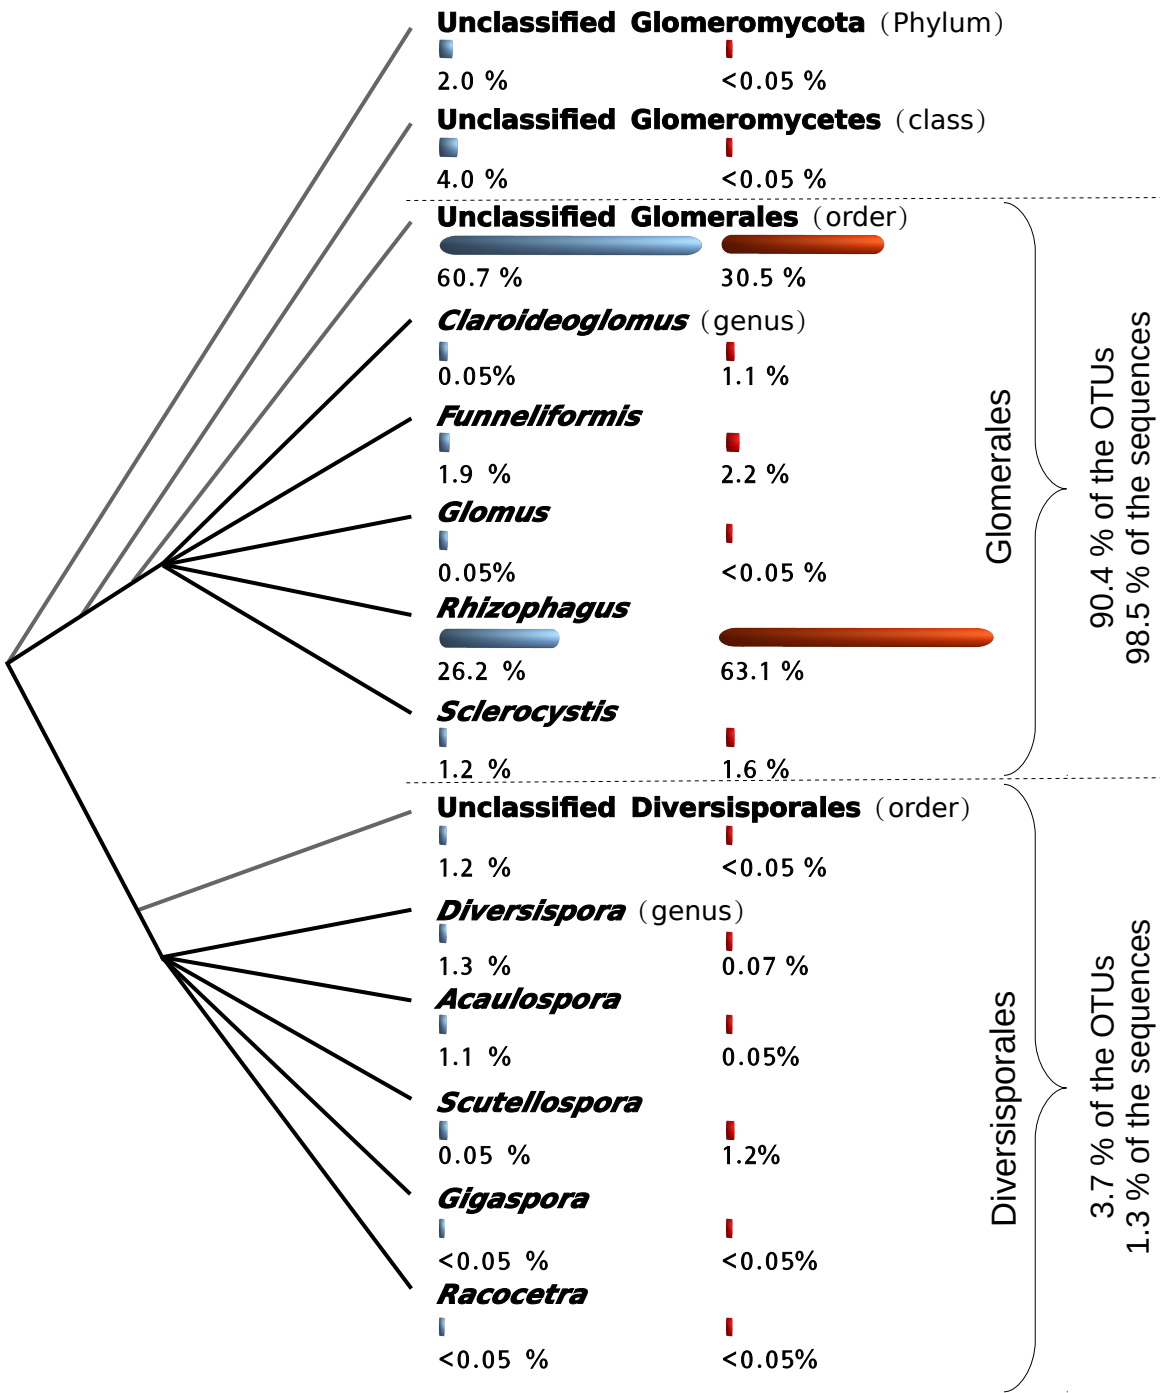 Unclassified Glomeromycota (Phylum)
2.0 % <0.05 %
Unclassified Glomeromycetes (class)
4.0 % <0.05 %
Unclassified Glomerales (order)
60.7 % 30.5 %
Claroideoglomus (genus)
0.05% 1.1 %
Funneliformis
1.9 % 2.2 %
Glomus
0.05% <0.05 %
Rhizophagus
26.2 % 63.1 %
Sclerocystis
1.2 % 1.6 %
Glomerales
90.4 % of the OTUs
98.5 % of the sequences
Unclassified Diversisporales (order)
1.2 % <0.05 %
Diversispora (genus)
1.3 % 0.07 %
Acaulospora
1.1 % 0.05%
Scutellospora
0.05 % 1.2%
Gigaspora
<0.05 % <0.05%
Racocetra
<0.05 % <0.05%
Diversisporales
3.7 % of the OTUs
1.3 % of the sequences